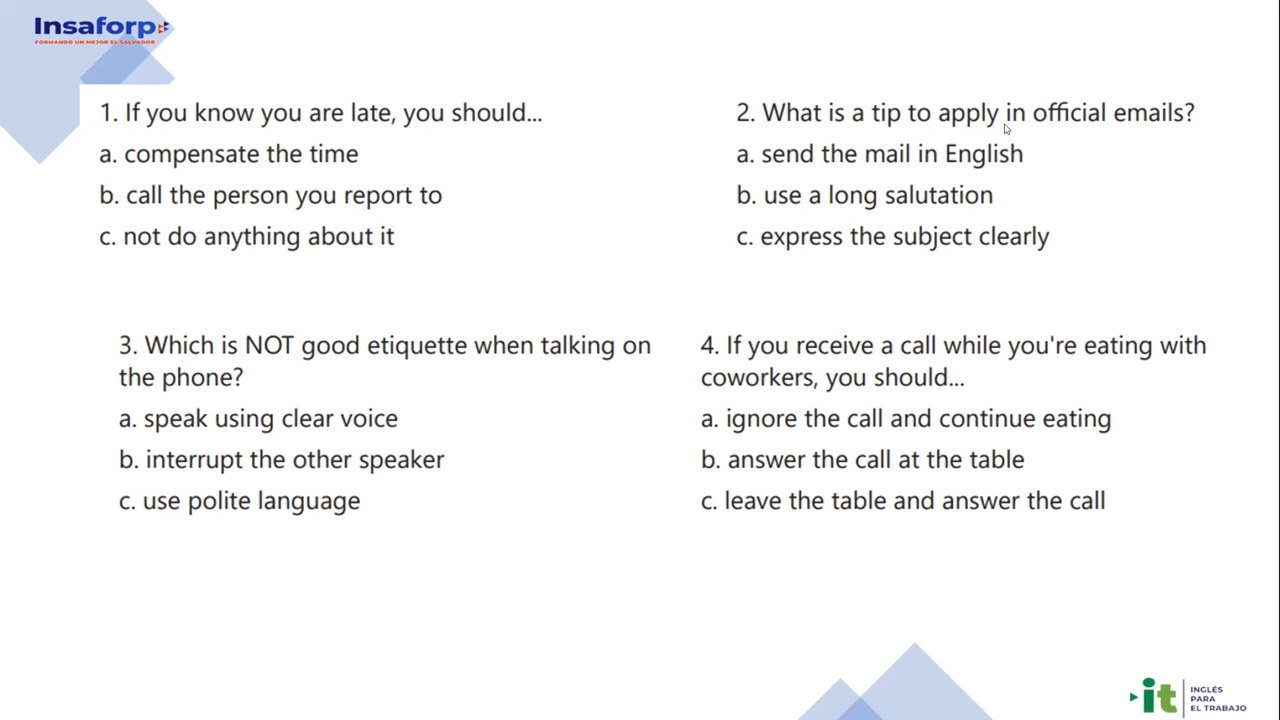 Insaforp
FORMANDO UN MEJOR EL SALVADOR
1. If you know you are late, you should...
a. compensate the time
b. call the person you report to
c. not do anything about it
2. What is a tip to apply in official emails?
a. send the mail in English
b. use a long salutation
c. express the subject clearly
3. Which is NOT good etiquette when talking on
the phone?
a. speak using clear voice
b. interrupt the other speaker
c. use polite language
4. If you receive a call while you're eating with
coworkers, you should...
a. ignore the call and continue eating
b. answer the call at the table
c. leave the table and answer the call
it
INGLÉS
PARA
EL TRABAJO